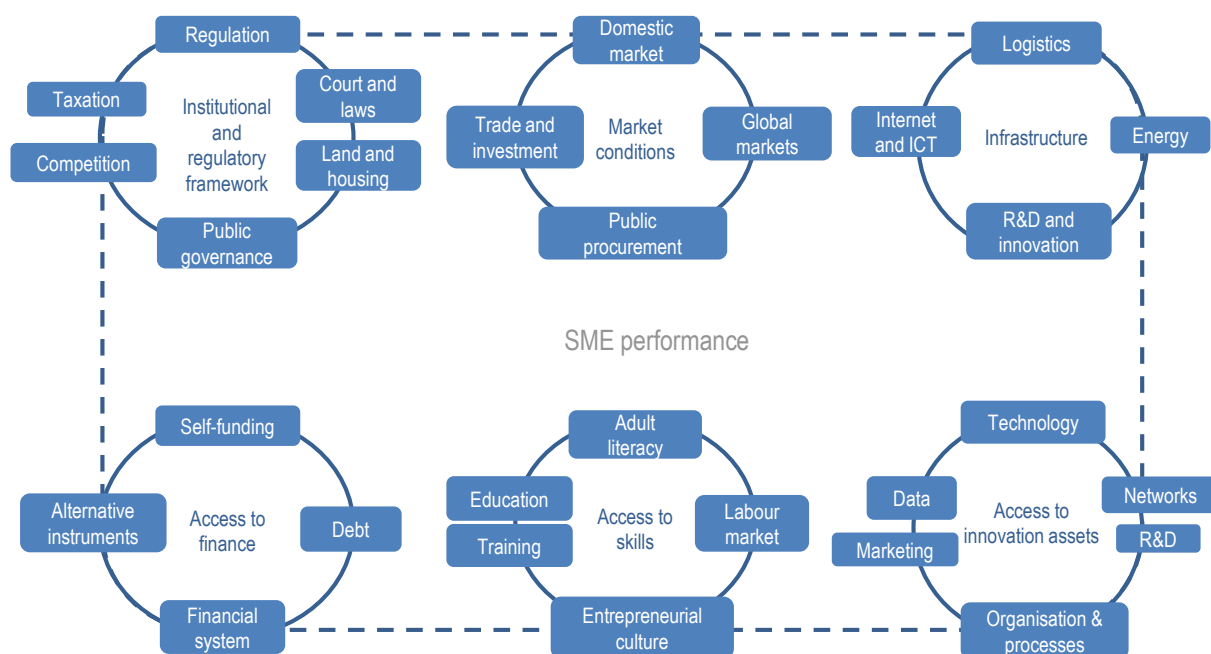 Regulation
Taxation
Court and
laws
Institutional
and
regulatory
framework
Competition
Land and
housing
Public
governance
Domestic
market
Trade and
investment
Market
conditions
Global
markets
Public
procurement
Logistics
Internet
and ICT
Infrastructure
Energy
R&D and
innovation
SME performance
Self-funding
Alternative
instruments
Access to
finance
Debt
Financial
system
Adult
literacy
Education
Training
Access to
skills
Labour
market
Entrepreneurial
culture
Technology
Data
Networks
Marketing
Access to
innovation assets
R&D
Organisation &
processes